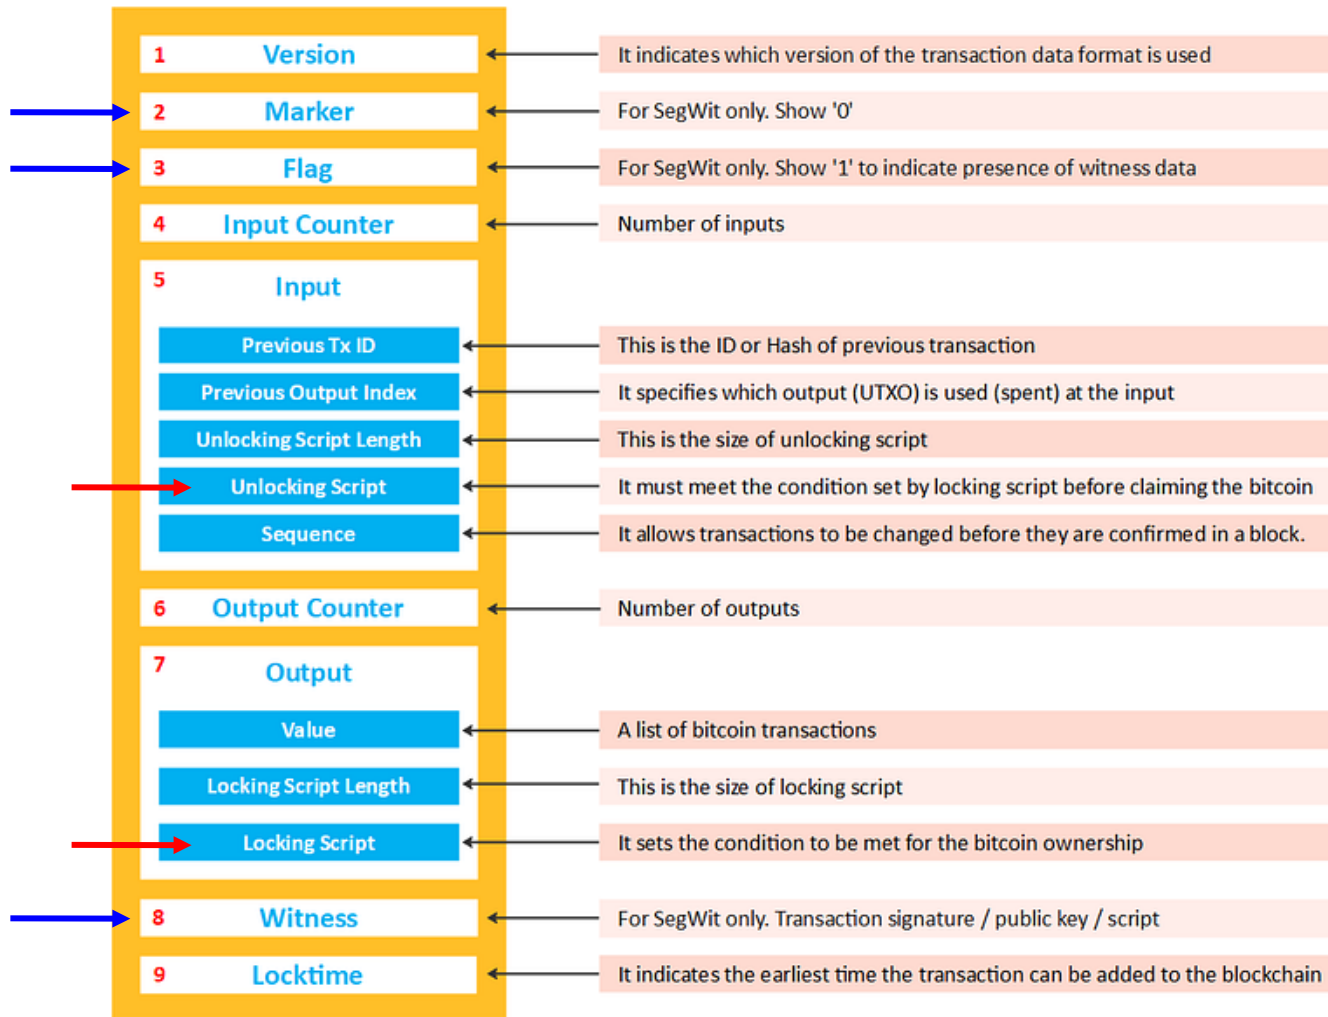 1 Version It indicates which version of the transaction data format is used
2 Marker For SegWit only. Show '0'
3 Flag For SegWit only. Show '1' to indicate presence of witness data
4 Input Counter Number of inputs
5 Input
Previous Tx ID This is the ID or Hash of previous transaction
Previous Output Index It specifies which output (UTXO) is used (spent) at the input
Unlocking Script Length This is the size of unlocking script
Unlocking Script It must meet the condition set by locking script before claiming the bitcoin
Sequence It allows transactions to be changed before they are confirmed in a block.
6 Output Counter Number of outputs
7 Output
Value A list of bitcoin transactions
Locking Script Length This is the size of locking script
Locking Script It sets the condition to be met for the bitcoin ownership
8 Witness For SegWit only. Transaction signature / public key / script
9 Locktime It indicates the earliest time the transaction can be added to the blockchain